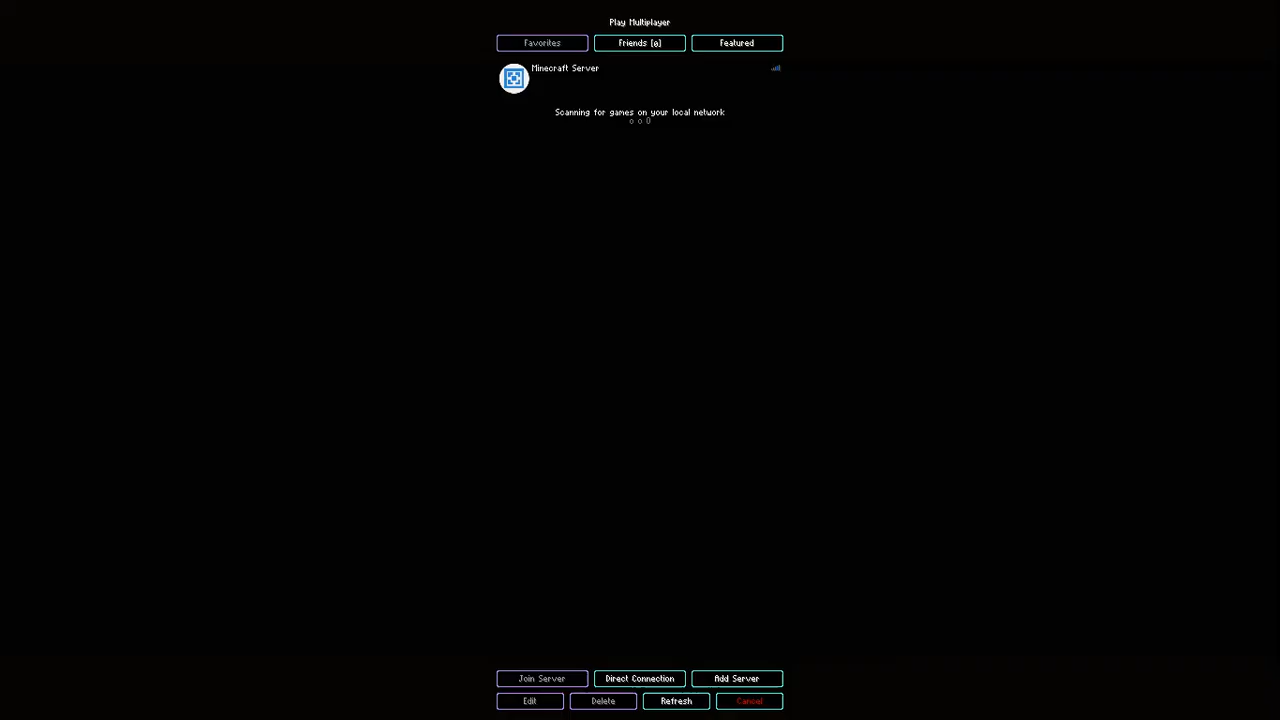 Play Multiplayer
Favorites Friends [0] Featured
Minecraft Server
Scanning for games on your local network
o o O
Join Server Direct Connection Add Server
Edit Delete Refresh Cancel